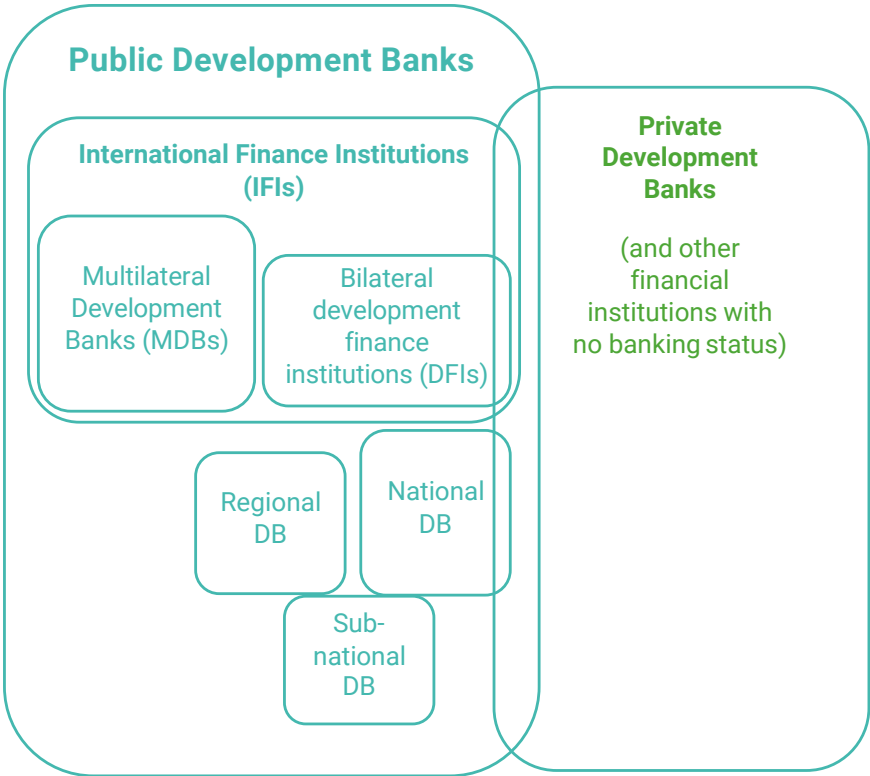 Public Development Banks
International Finance Institutions
(IFIs)
Multilateral
Development
Banks (MDBs)
Bilateral
development
finance
institutions (DFIs)
Regional
DB
National
DB
Sub-
national
DB
Private
Development
Banks
(and other
financial
institutions with
no banking status)